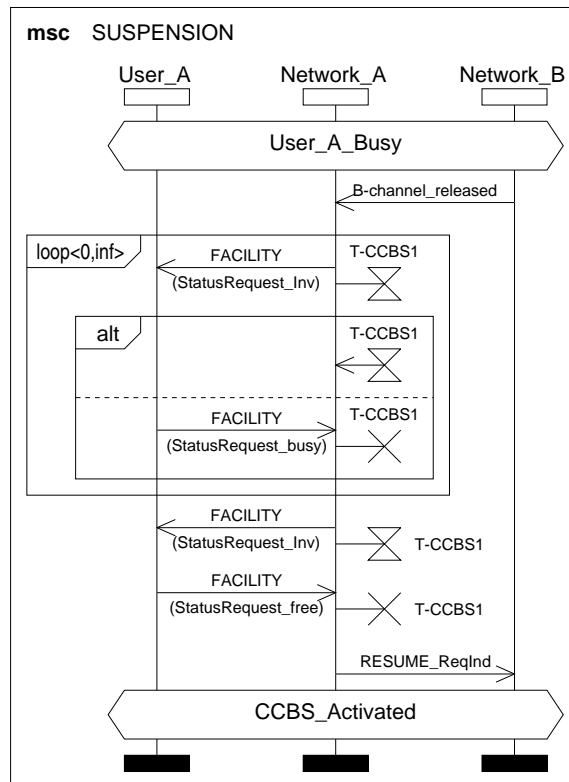 msc SUSPENSION
User_A Network_A Network_B
User_A_Busy
B-channel_released
loop<0,inf>
FACILITY T-CCBS1
(StatusRequest_Inv)
alt
T-CCBS1
FACILITY T-CCBS1
(StatusRequest_busy)
FACILITY
(StatusRequest_Inv) T-CCBS1
FACILITY
(StatusRequest_free) T-CCBS1
RESUME_ReqInd
CCBS_Activated